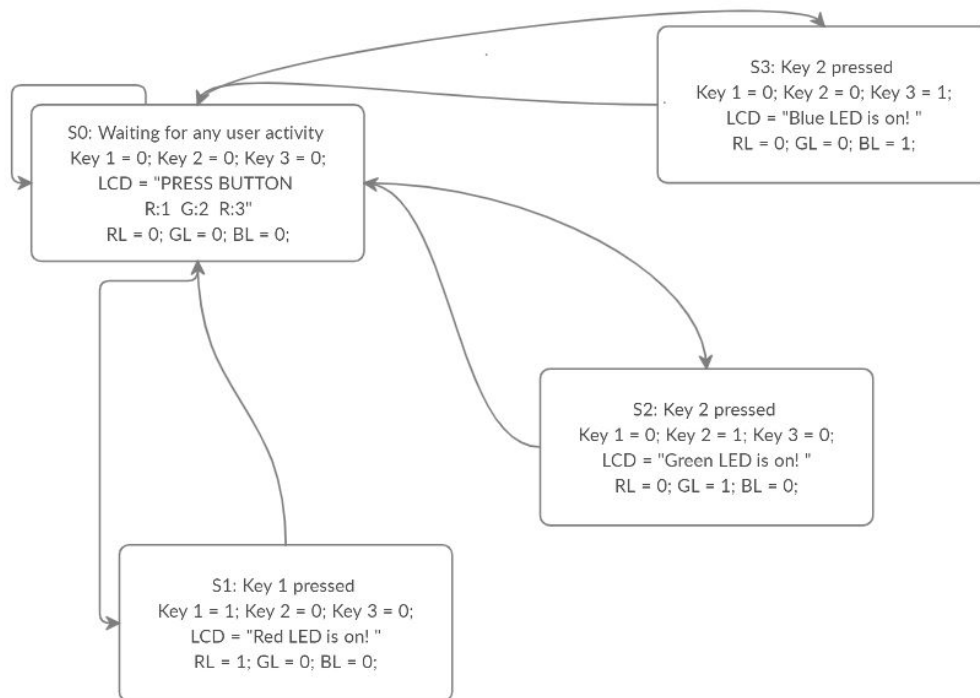 S3: Key 2 pressed
Key 1 = 0; Key 2 = 0; Key 3 = 1;
LCD = "Blue LED is on! "
RL = 0; GL = 0; BL = 1;
S0: Waiting for any user activity
Key 1 = 0; Key 2 = 0; Key 3 = 0;
LCD = "PRESS BUTTON
R:1 G:2 R:3"
RL = 0; GL = 0; BL = 0;
S2: Key 2 pressed
Key 1 = 0; Key 2 = 1; Key 3 = 0;
LCD = "Green LED is on! "
RL = 0; GL = 1; BL = 0;
S1: Key 1 pressed
Key 1 = 1; Key 2 = 0; Key 3 = 0;
LCD = "Red LED is on! "
RL = 1; GL = 0; BL = 0;